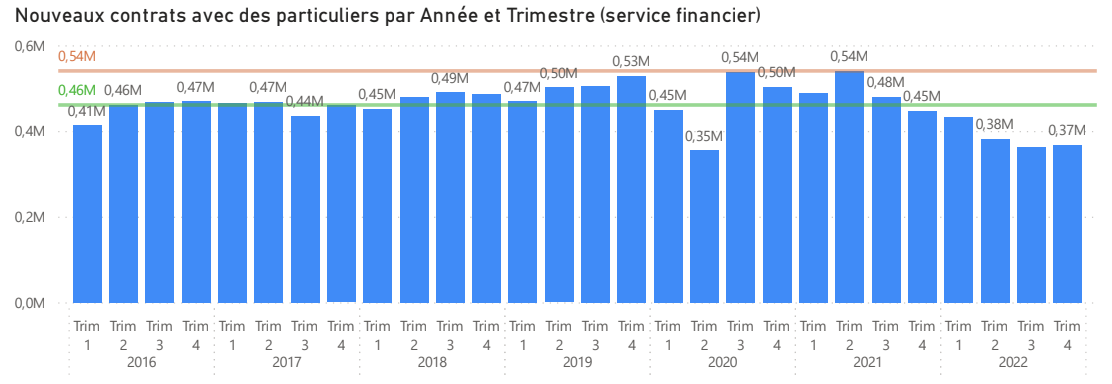 Nouveaux contrats avec des particuliers par Année et Trimestre (service financier)
0,6M
0,54M
0,54M
0,54M
0,53M
0,50M
0,50M
0,49M
0,48M
0,46M
0,46M
0,47M
0,47M
0,47M
0,45M
0,45M
0,45M
0,44M
0,41M
0,4M
0,38M
0,37M
0,35M
0,2M
0,0M
Trim Trim Trim Trim Trim Trim Trim Trim Trim Trim Trim Trim Trim Trim Trim Trim Trim Trim Trim Trim Trim Trim Trim Trim Trim Trim Trim Trim
1 2 3 4 1 2 3 4 1 2 3 4 1 2 3 4 1 2 3 4 1 2 3 4 1 2 3 4
2016 2017 2018 2019 2020 2021 2022